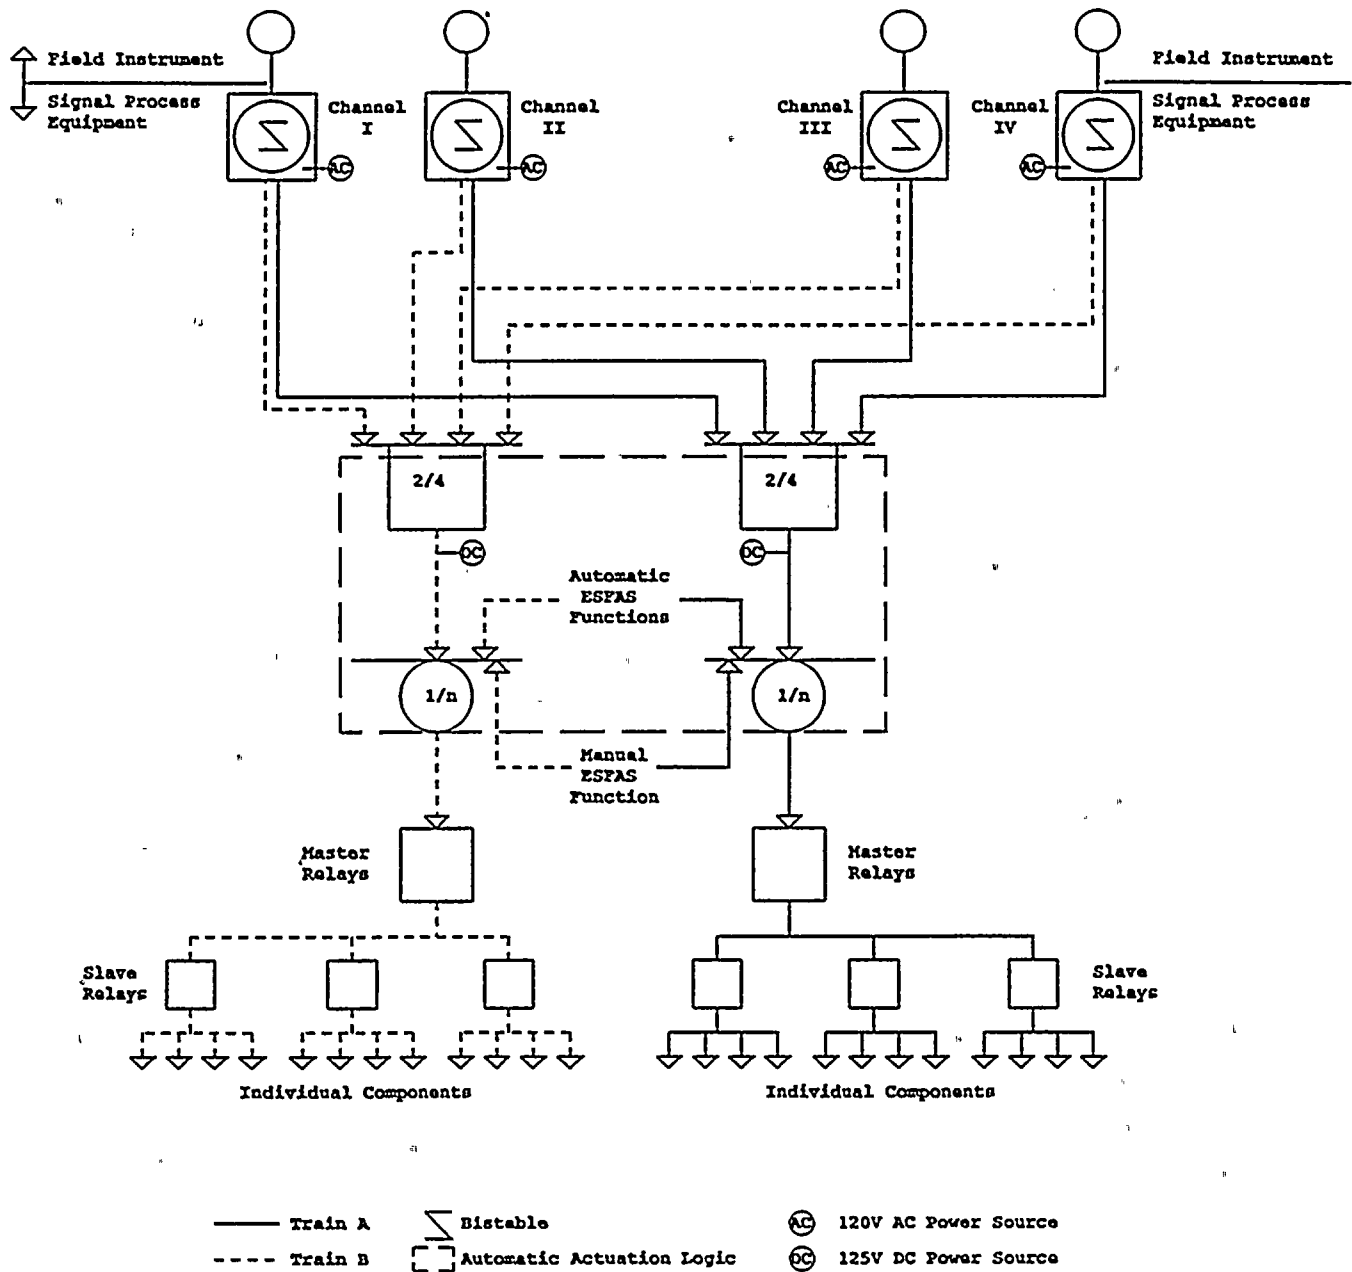 Field Instrument
Signal Process
Equipment
Channel
I
AC
Channel
II
AC
Channel
III
AC
Channel
IV
AC
Field Instrument
Signal Process
Equipment
2/4
2/4
DC
DC
Automatic
ESFAS
Functions
1/n
1/n
Manual
ESFAS
Function
Master
Relays
Master
Relays
Slave
Relays
Slave
Relays
Individual Components
Individual Components
Train A
Bistable
AC 120V AC Power Source
Train B
Automatic Actuation Logic
DC 125V DC Power Source